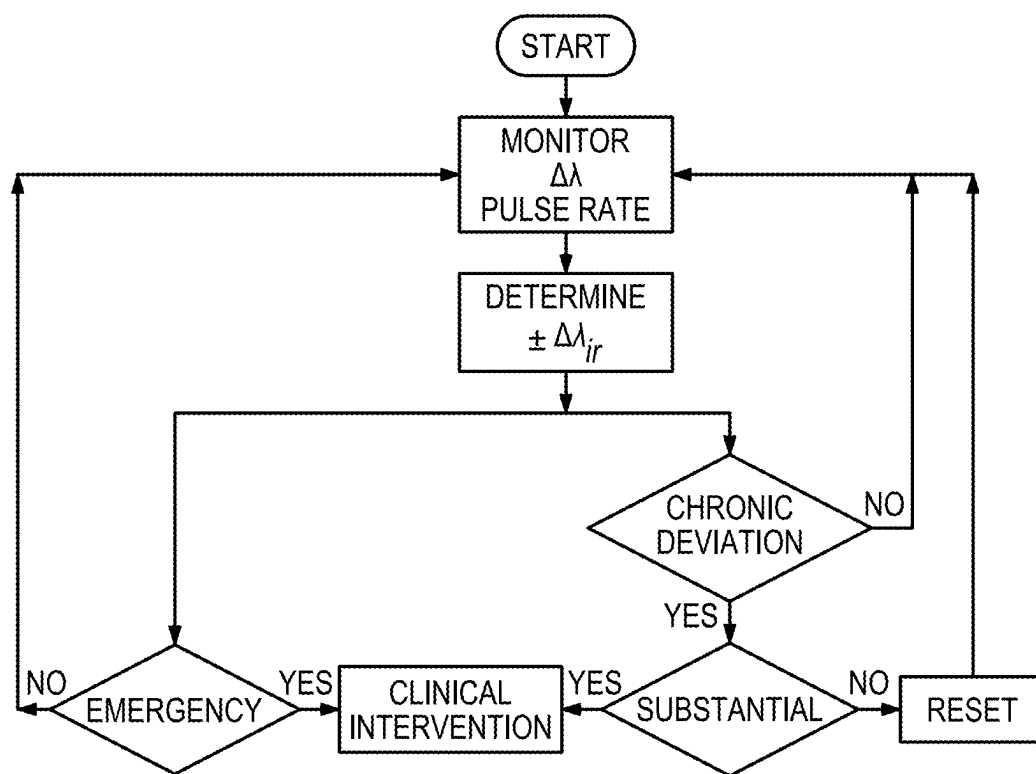 START
MONITOR
Δλ
PULSE RATE
DETERMINE
± Δλir
CHRONIC
DEVIATION
NO
YES
NO
EMERGENCY
YES
CLINICAL
INTERVENTION
YES
SUBSTANTIAL
NO
RESET